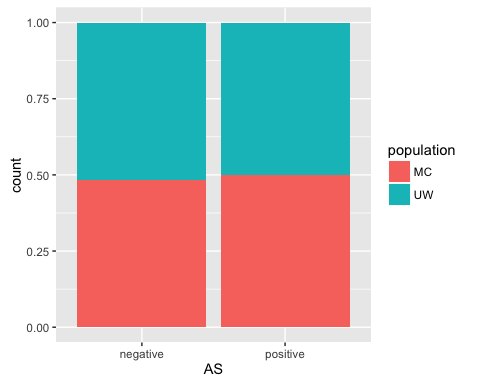 1.00
0.75
0.50
0.25
0.00
count
negative positive
AS
population
MC
UW